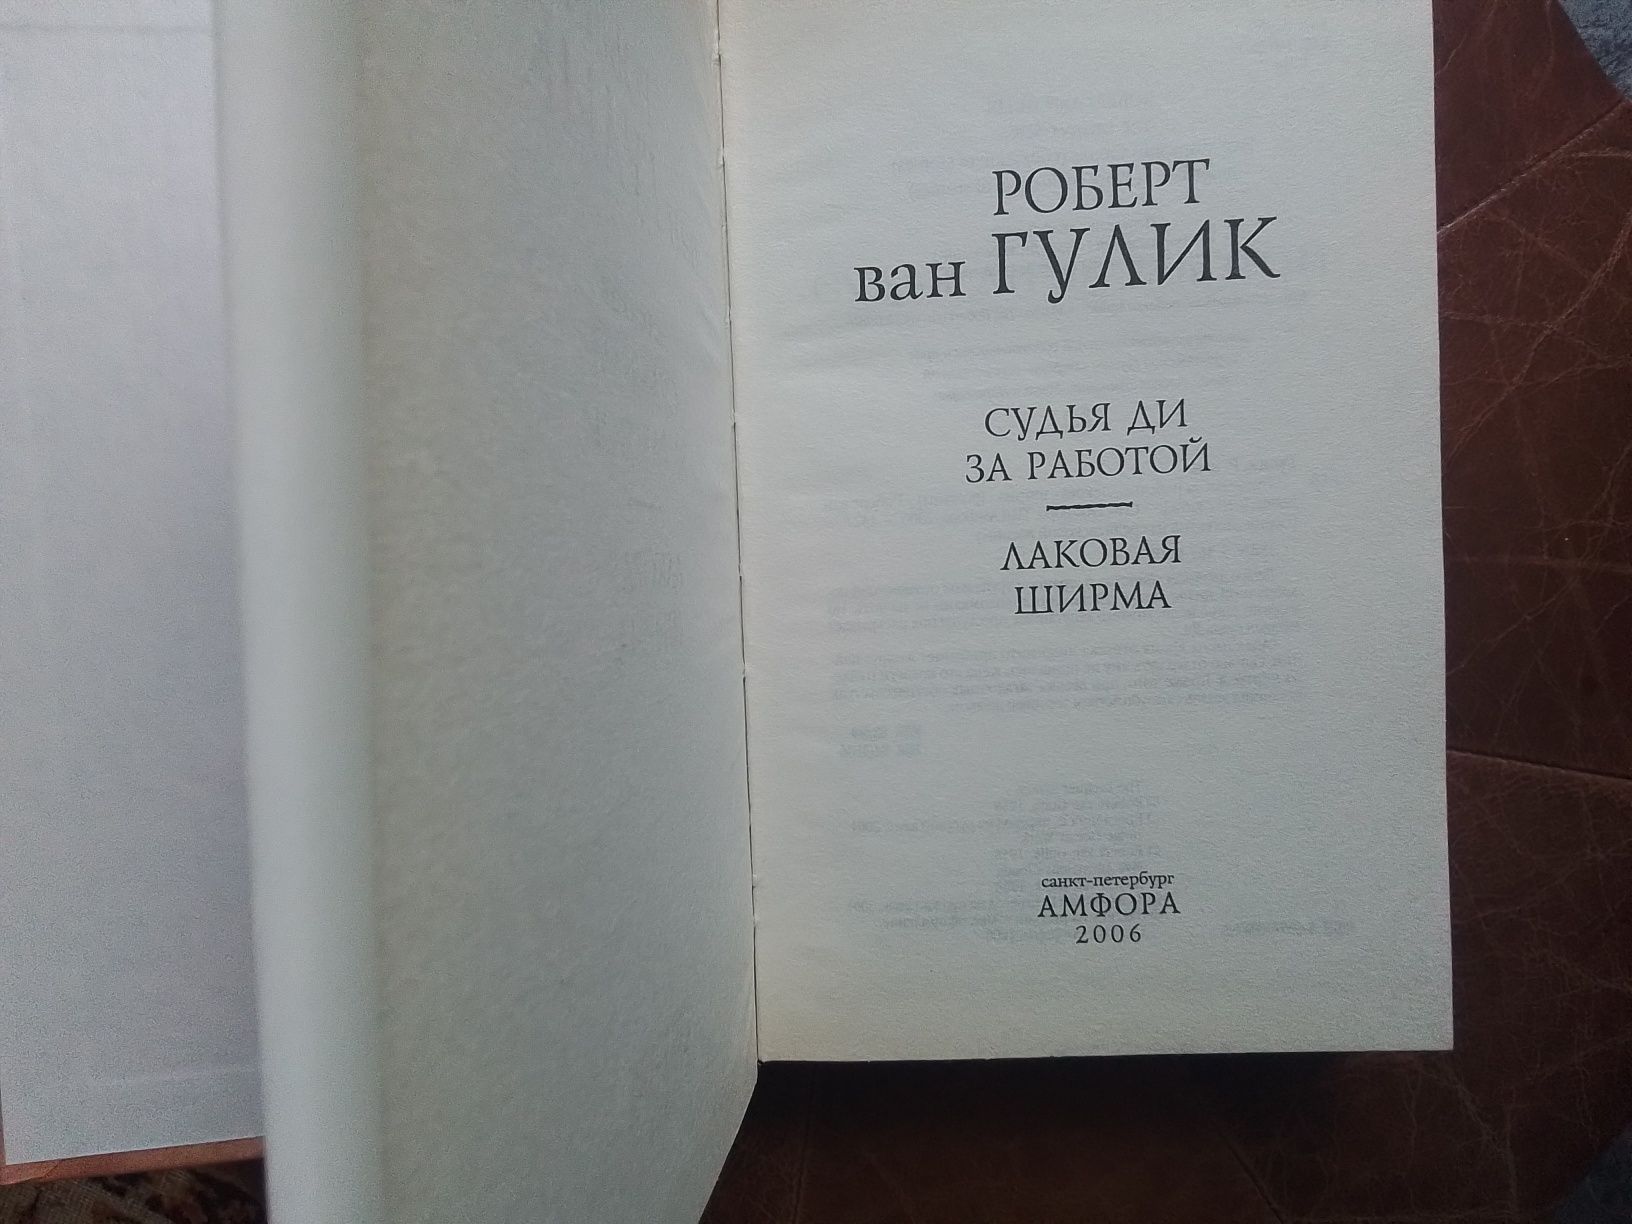 РОБЕРТ
ван ГУЛИК
СУДЬЯ ДИ
ЗА РАБОТОЙ
ЛАКОВАЯ
ШИРМА
санкт-петербург
АМФОРА
2006